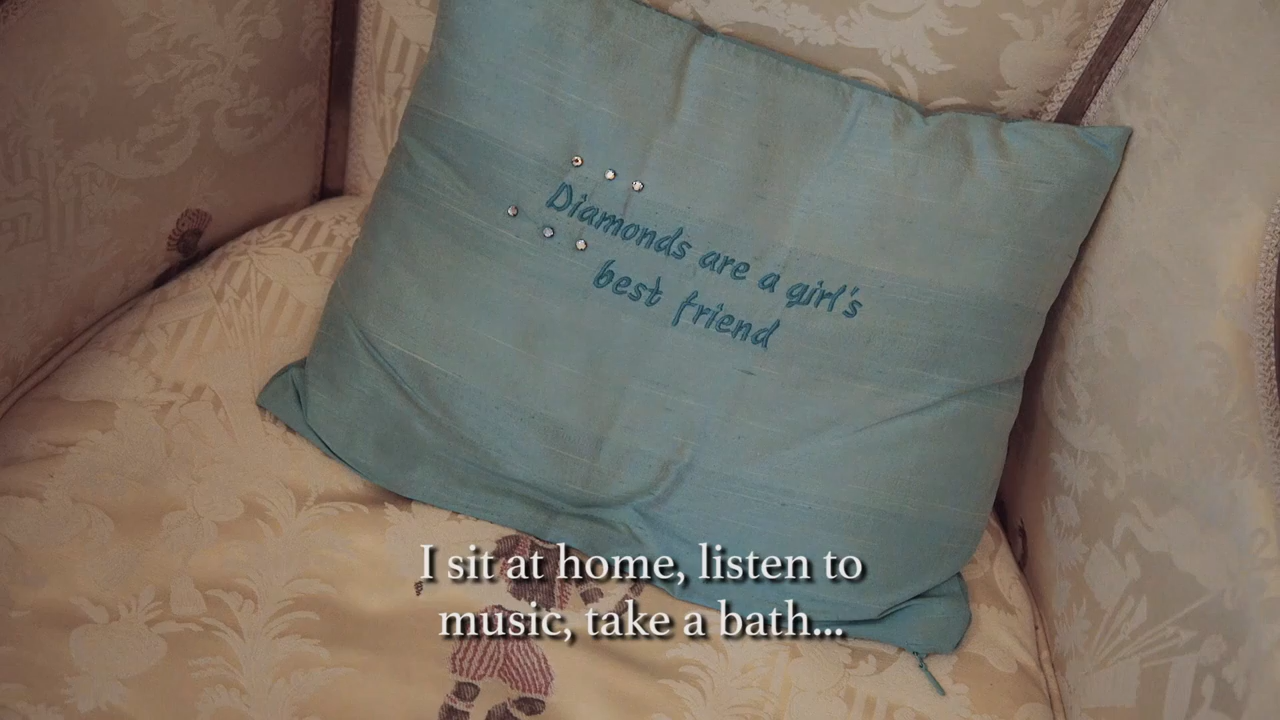 Diamonds are a girl's
best friend
I sit at home, listen to
music, take a bath...